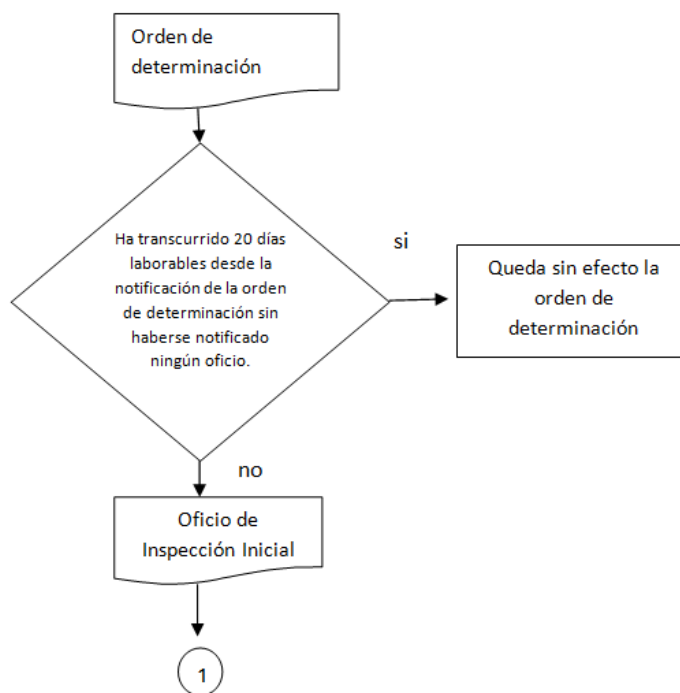 Orden de
determinación
Ha transcurrido 20 días
laborables desde la
notificación de la orden
de determinación sin
haberse notificado
ningún oficio.
si
Queda sin efecto la
orden de
determinación
no
Oficio de
Inspección Inicial
1